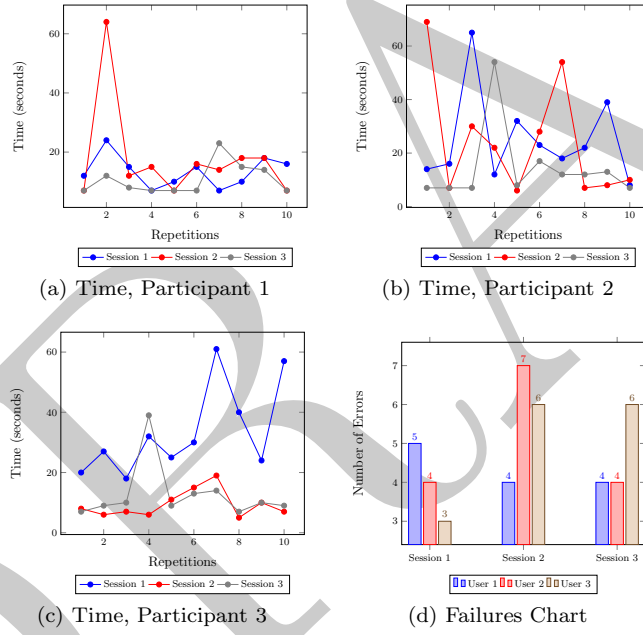 60
40
20
2 4 6 8 10
Time (seconds)
Repetitions
Session 1 Session 2 Session 3
(a) Time, Participant 1
60
40
20
0
2 4 6 8 10
Time (seconds)
Repetitions
Session 1 Session 2 Session 3
(b) Time, Participant 2
60
40
20
0
2 4 6 8 10
Time (seconds)
Repetitions
Session 1 Session 2 Session 3
(c) Time, Participant 3
7
6
5
4
3
Number of Errors
5 4 3
4 7 6
4 4 6
Session 1 Session 2 Session 3
User 1 User 2 User 3
(d) Failures Chart